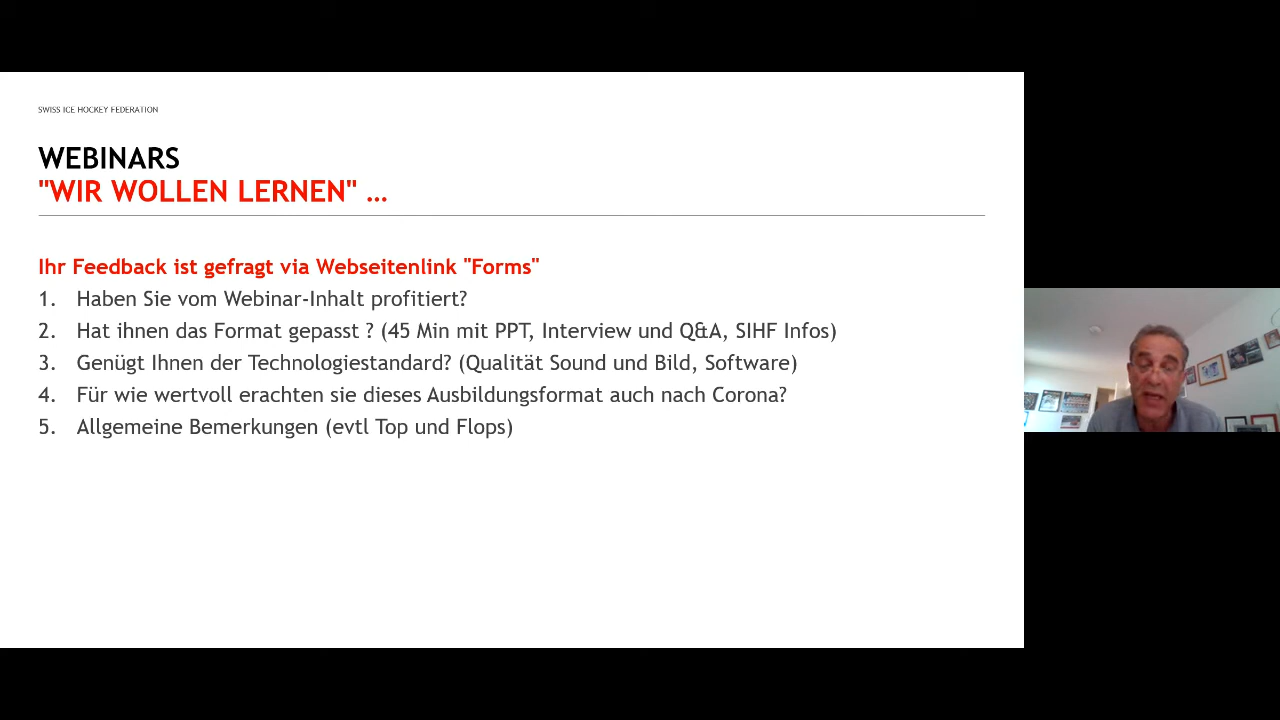 SWISS ICE HOCKEY FEDERATION
WEBINARS
"WIR WOLLEN LERNEN" ...
Ihr Feedback ist gefragt via Webseitenlink "Forms"
1. Haben Sie vom Webinar-Inhalt profitiert?
2. Hat ihnen das Format gepasst ? (45 Min mit PPT, Interview und Q&A, SIHF Infos)
3. Genügt Ihnen der Technologiestandard? (Qualität Sound und Bild, Software)
4. Für wie wertvoll erachten sie dieses Ausbildungsformat auch nach Corona?
5. Allgemeine Bemerkungen (evtl Top und Flops)